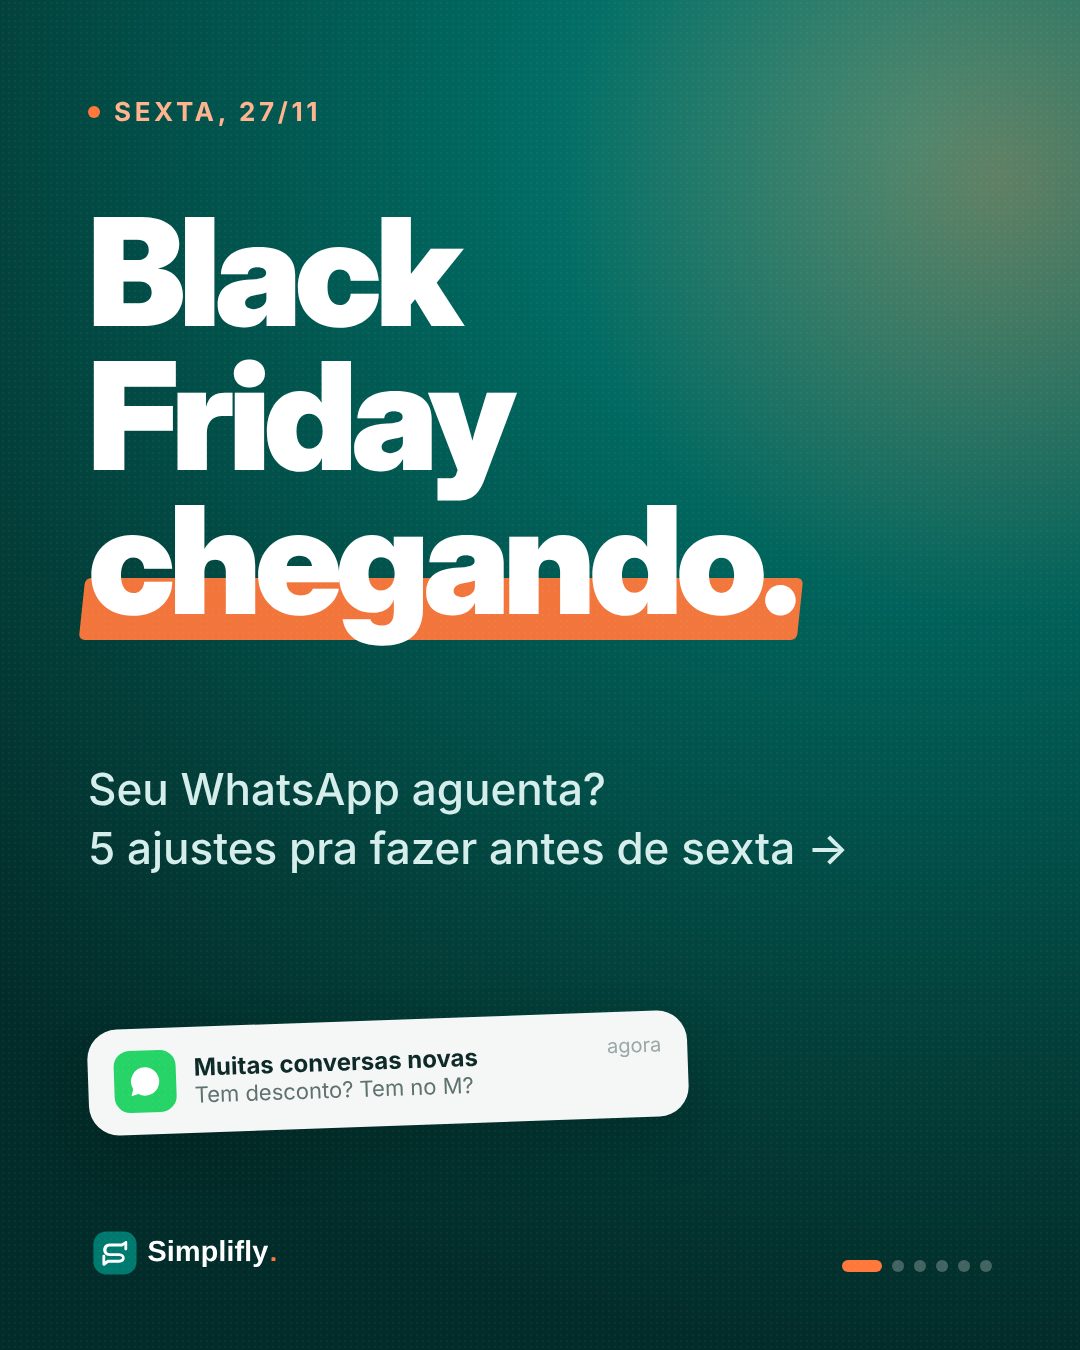 SEXTA, 27/11
Black
Friday
chegando.
Seu WhatsApp aguenta?
5 ajustes pra fazer antes de sexta →
Muitas conversas novas
agora
Tem desconto? Tem no M?
Simplifly.